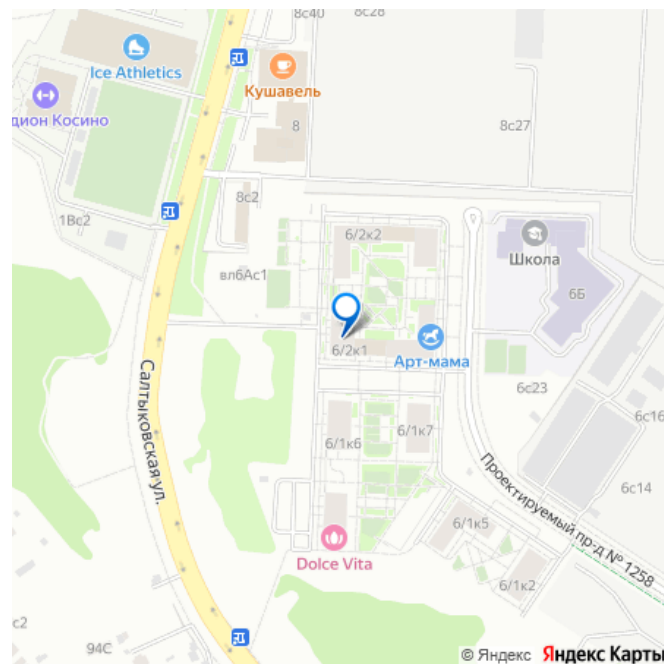 8с40
8с28
Ice Athletics
Кушавель
дион Косино
8
8с27
1Вс2
8с2
6/2к2
Школа
6Б
вл6Ас1
6/2к1
Арт-мама
Салтыковская ул.
6с23
6с16
6/1к6
6/1к7
6с14
Проектируемый пр-д № 1258
6/1к5
Dolce Vita
6/1к2
с2
94С
© Яндекс Яндекс Карты